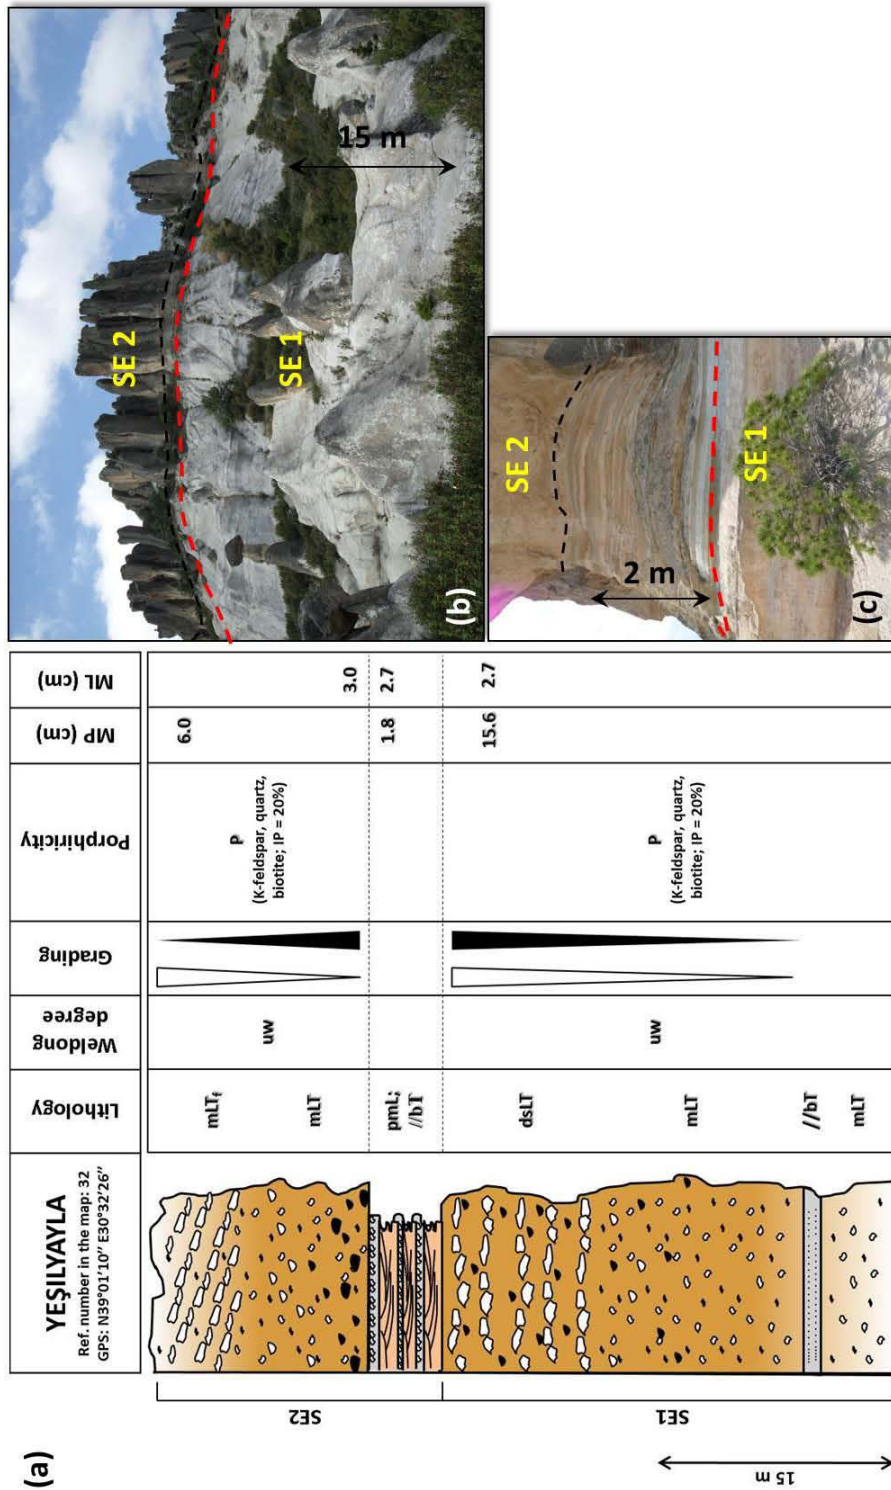 (a)
YEŞILYAYLA
Ref. number in the map: 32
GPS: N39°01’10’’ E30°32’26’’
Lithology
Weldong
degree
Grading
Porphiricity
MP (cm)
ML (cm)
SE2
mLTf
mLT
uw
P
(K-feldspar, quartz,
biotite; IP = 20%)
6.0
3.0
pmL;
//bT
1.8
2.7
SE1
dsLT
mLT
//bT
mLT
uw
P
(K-feldspar, quartz,
biotite; IP = 20%)
15.6
2.7
15 m
(b)
SE 2
SE 1
15 m
(c)
SE 2
2 m
SE 1